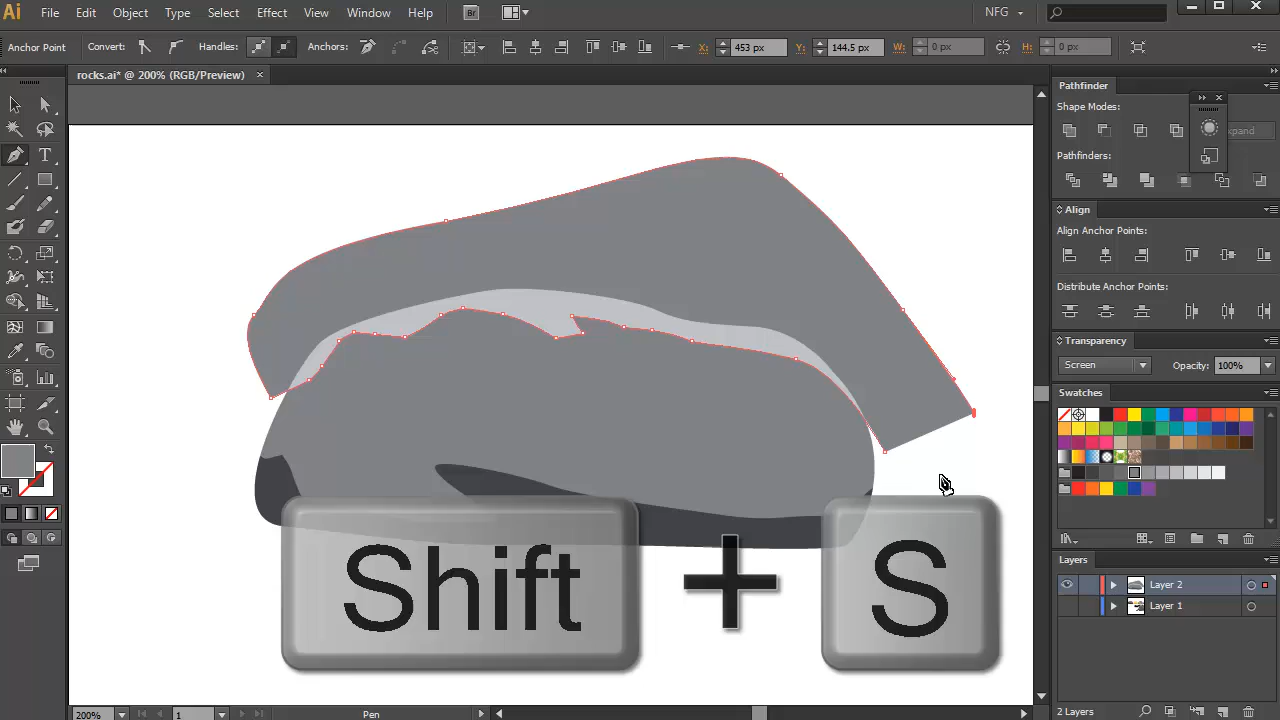 Ai File Edit Object Type Select Effect View Window Help Br NFG
Anchor Point Convert: Handles: Anchors: X: 453 px Y: 144.5 px W: 0 px H: 0 px
rocks.ai* @ 200% (RGB/Preview)
Pathfinder
Shape Modes:
xpand
Pathfinders:
Align
Align Anchor Points:
Distribute Anchor Points:
Transparency
Screen Opacity: 100%
Swatches
Shift + S
Layers
Layer 2
Layer 1
200% 1 Pen 2 Layers